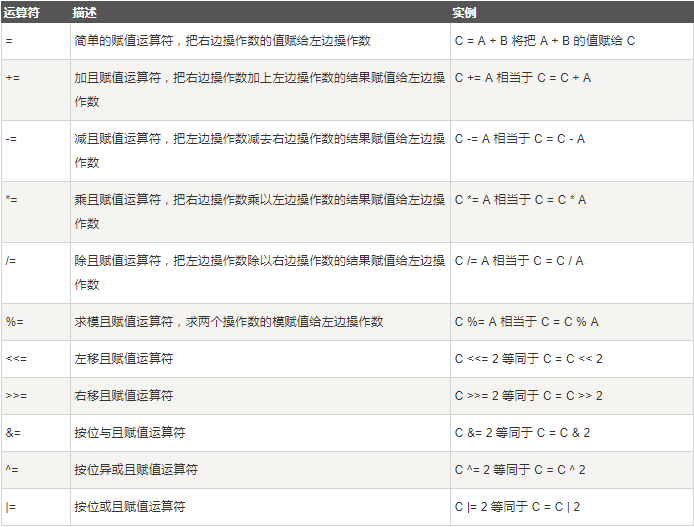 运算符 描述 实例
= 简单的赋值运算符，把右边操作数的值赋给左边操作数 C = A + B 将把 A + B 的值赋给 C
+= 加且赋值运算符，把右边操作数加上左边操作数的结果赋值给左边操 C += A 相当于 C = C + A
作数
-= 减且赋值运算符，把左边操作数减去右边操作数的结果赋值给左边操 C -= A 相当于 C = C - A
作数
*= 乘且赋值运算符，把右边操作数乘以左边操作数的结果赋值给左边操 C *= A 相当于 C = C * A
作数
/= 除且赋值运算符，把左边操作数除以右边操作数的结果赋值给左边操 C /= A 相当于 C = C / A
作数
%= 求模且赋值运算符，求两个操作数的模赋值给左边操作数 C %= A 相当于 C = C % A
<<= 左移且赋值运算符 C <<= 2 等同于 C = C << 2
>>= 右移且赋值运算符 C >>= 2 等同于 C = C >> 2
&= 按位与且赋值运算符 C &= 2 等同于 C = C & 2
^= 按位异或且赋值运算符 C ^= 2 等同于 C = C ^ 2
|= 按位或且赋值运算符 C |= 2 等同于 C = C | 2